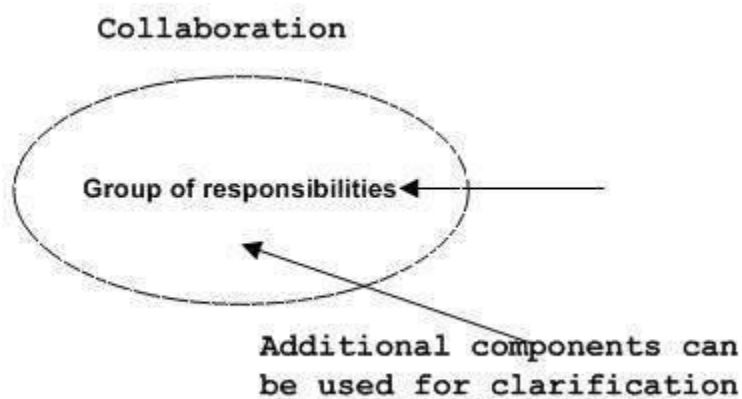 Collaboration
Group of responsibilities
Additional components can
be used for clarification